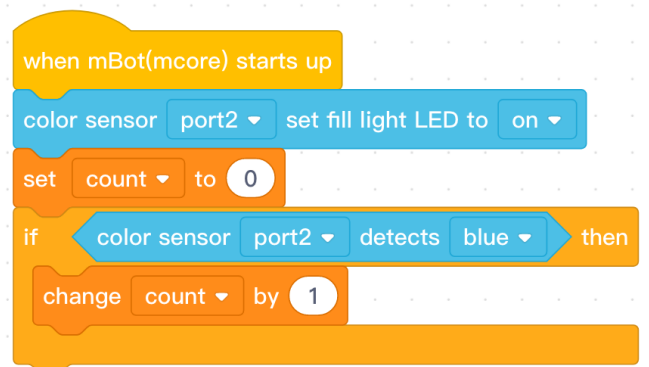 when mBot(mcore) starts up
color sensor port2 set fill light LED to on
set count to 0
if color sensor port2 detects blue then
change count by 1